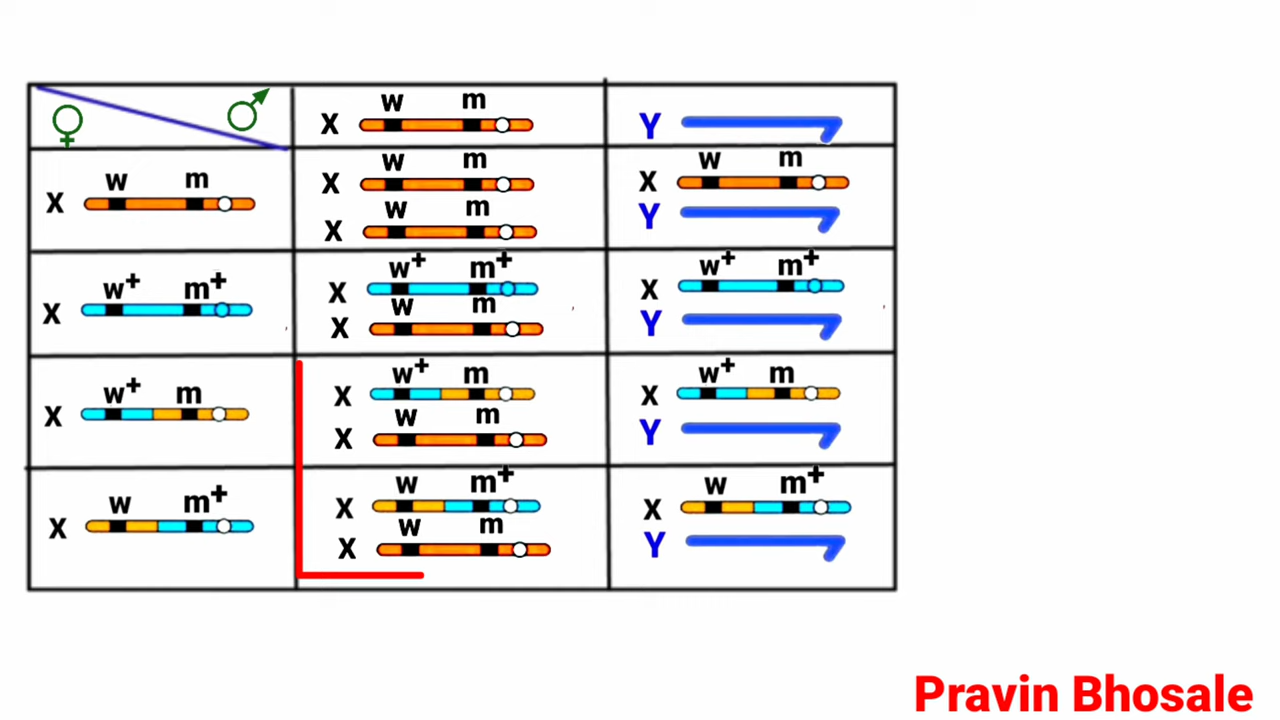 ♀ ♂ X w m Y
X w m X w m X w m
X w m Y
X w+ m+ X w+ m+ X w+ m+
X w m Y
X w+ m X w+ m X w+ m
X w m Y
X w m+ X w m+ X w m+
X w m Y
Pravin Bhosale